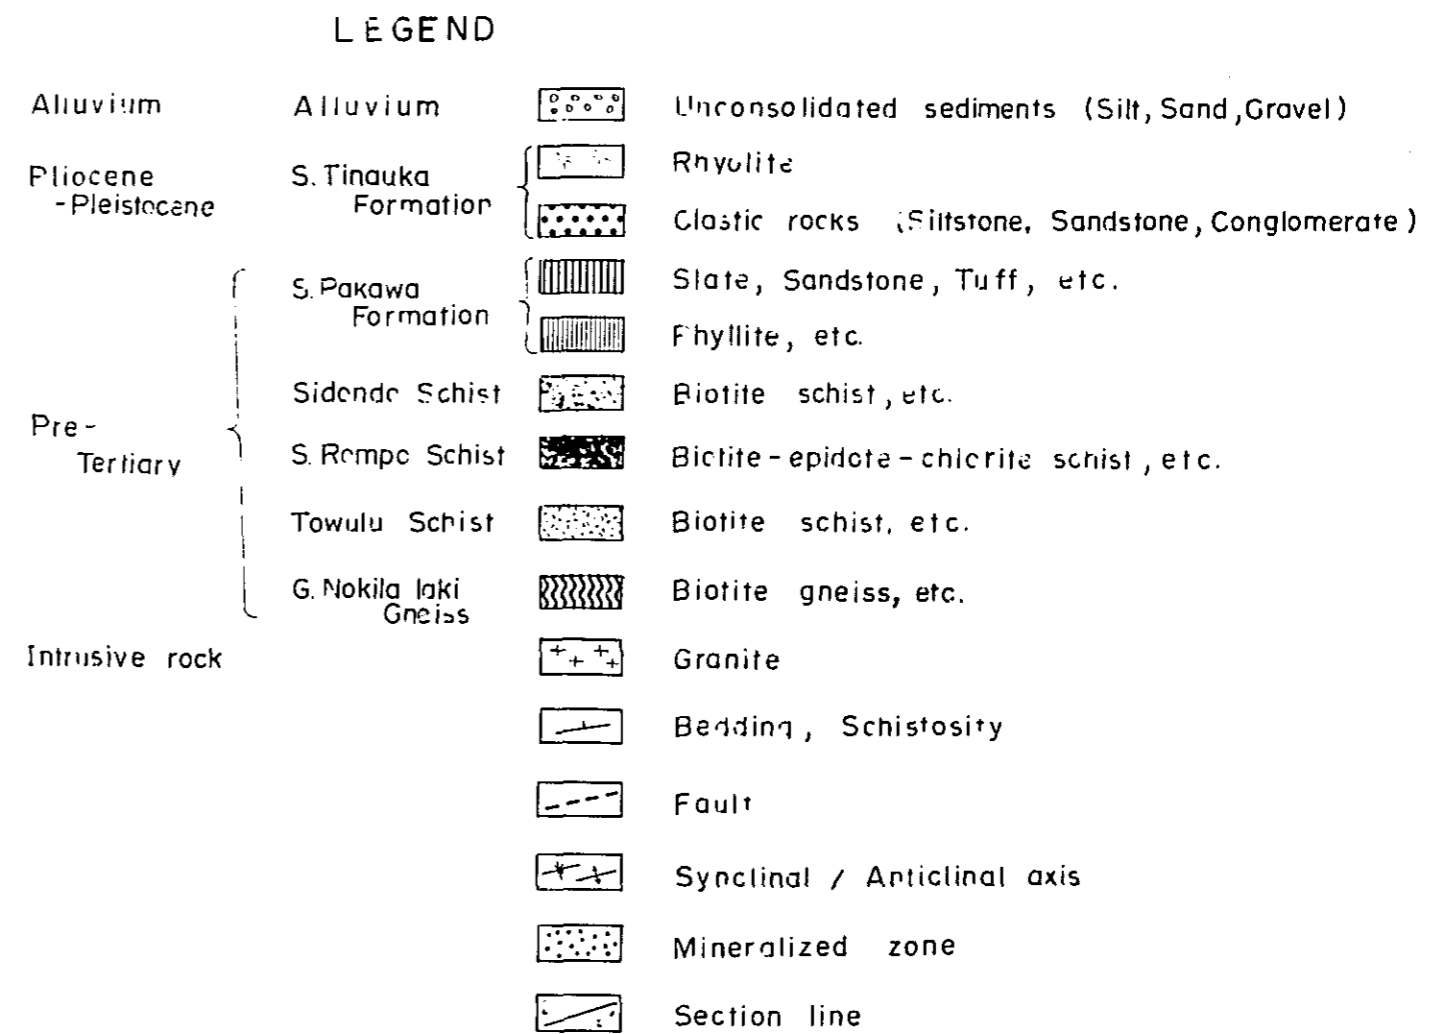 LEGEND
Alluvium Alluvium Unconsolidated sediments (Silt, Sand, Gravel)
Pliocene S. Tinauka Rhyolite
-Pleistocene Formation
Clastic rocks (Siltstone, Sandstone, Conglomerate)
S. Pakawa Slate, Sandstone, Tuff, etc.
Formation
Phyllite, etc.
Sidondo Schist Biotite schist, etc.
Pre-
Tertiary
S. Rompo Schist Biotite-epidote-chlorite schist, etc.
Towulu Schist Biotite schist, etc.
G. Nokila laki Biotite gneiss, etc.
Gneiss
Intrusive rock Granite
Bedding, Schistosity
Fault
Synclinal / Anticlinal axis
Mineralized zone
Section line